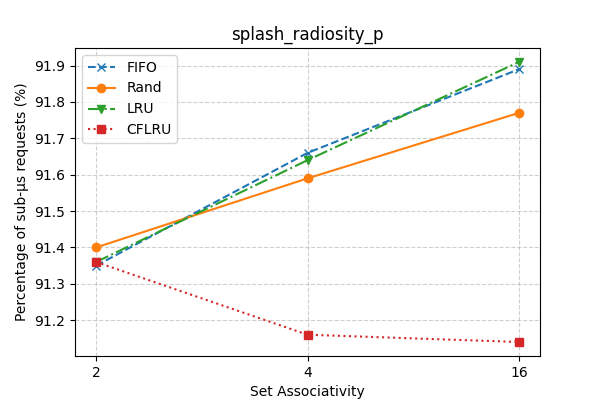 splash_radiosity_p
Percentage of sub-µs requests (%)
91.9
91.8
91.7
91.6
91.5
91.4
91.3
91.2
FIFO
Rand
LRU
CFLRU
2
4
16
Set Associativity